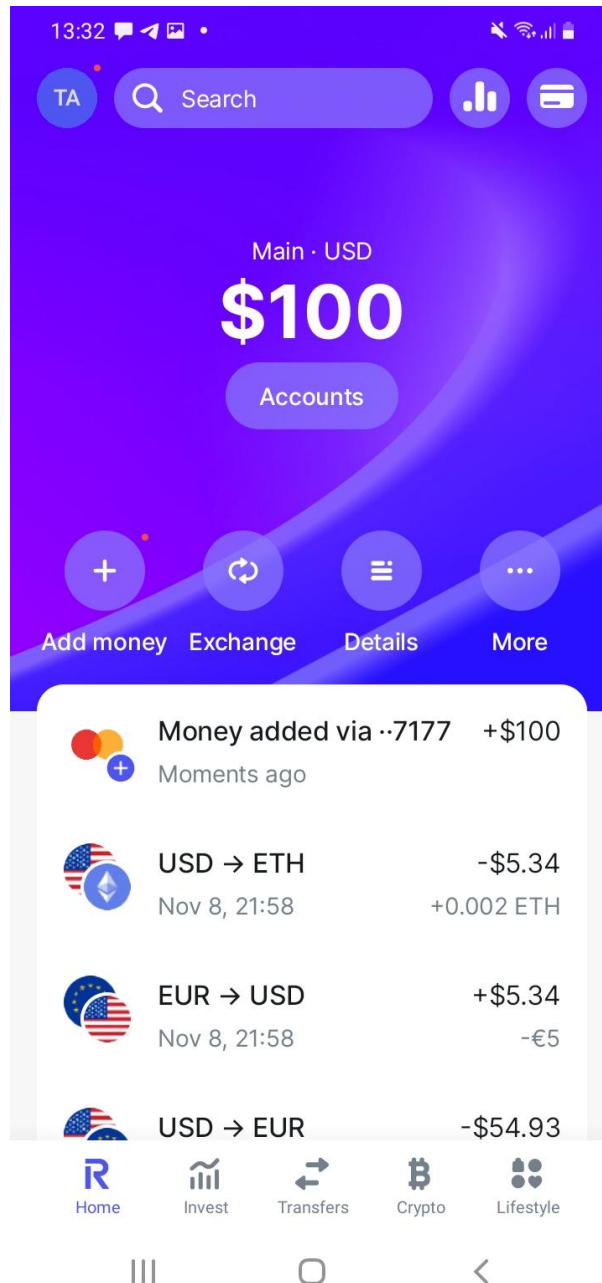 13:32
TA
Search
Main · USD
$100
Accounts
Add money
Exchange
Details
More
Money added via ··7177 +$100
Moments ago
USD → ETH -$5.34
Nov 8, 21:58 +0.002 ETH
EUR → USD +$5.34
Nov 8, 21:58 -€5
USD → EUR -$54.93
Home
Invest
Transfers
Crypto
Lifestyle